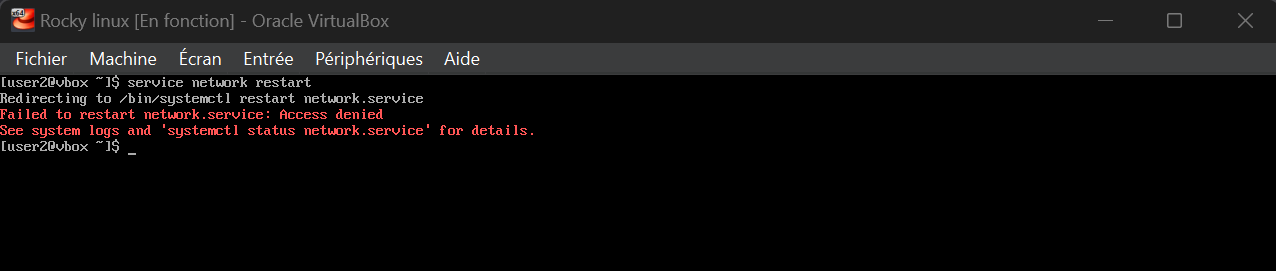 x64
Rocky linux [En fonction] - Oracle VirtualBox
Fichier Machine Écran Entrée Périphériques Aide
[user2@vbox ~]$ service network restart
Redirecting to /bin/systemctl restart network.service
Failed to restart network.service: Access denied
See system logs and 'systemctl status network.service' for details.
[user2@vbox ~]$ _